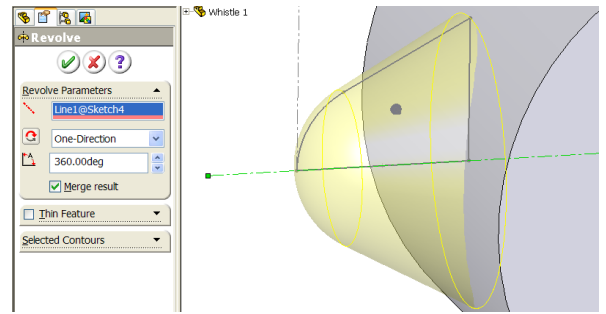 Whistle 1
Revolve
?
Revolve Parameters
Line1@Sketch4
One-Direction
A
360.00deg
Merge result
Thin Feature
Selected Contours